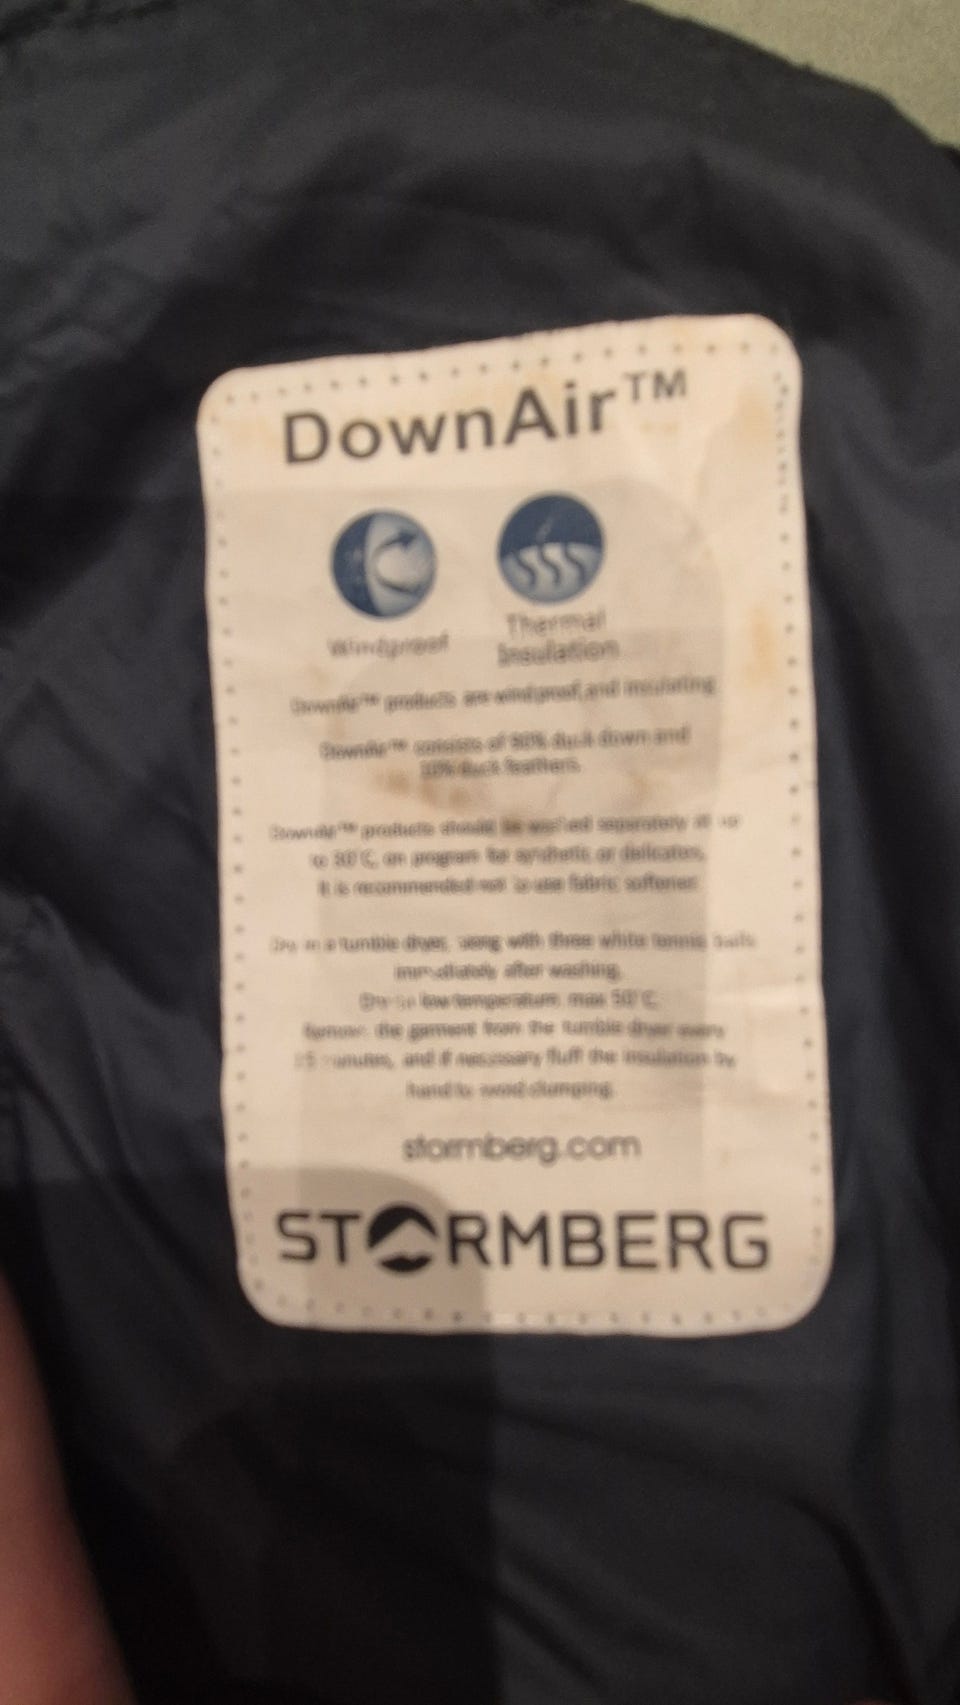 DownAir™
Windproof
Thermal
Insulation
DownAir™ products are windproof and insulating
DownAir™ consists of 90% duck down and
10% duck feathers.
DownAir™ products should be washed separately at up
to 30°C, on program for synthetic or delicates.
It is recommended not to use fabric softener.
Dry in a tumble dryer, along with three white tennis balls
immediately after washing.
Dry on low temperature, max 50°C.
Remove the garment from the tumble dryer every
15 minutes, and if necessary fluff the insulation by
hand to avoid clumping.
stormberg.com
STORMBERG